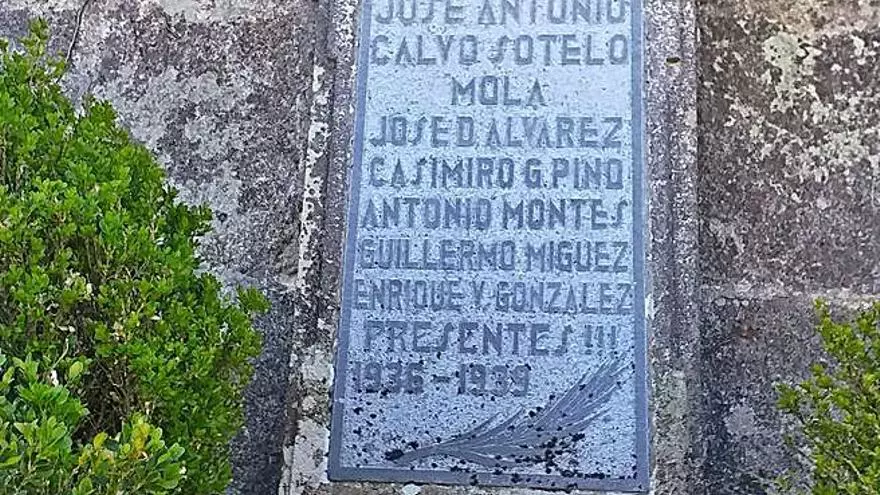 JOSE ANTONIO
CALVO SOTELO
MOLA
JOSE D. ALVAREZ
CASIMIRO G. PINO
ANTONIO MONTES
GUILLERMO MIGUEZ
ENRIQUE V. GONZALEZ
PRESENTES !!!
1936 - 1939